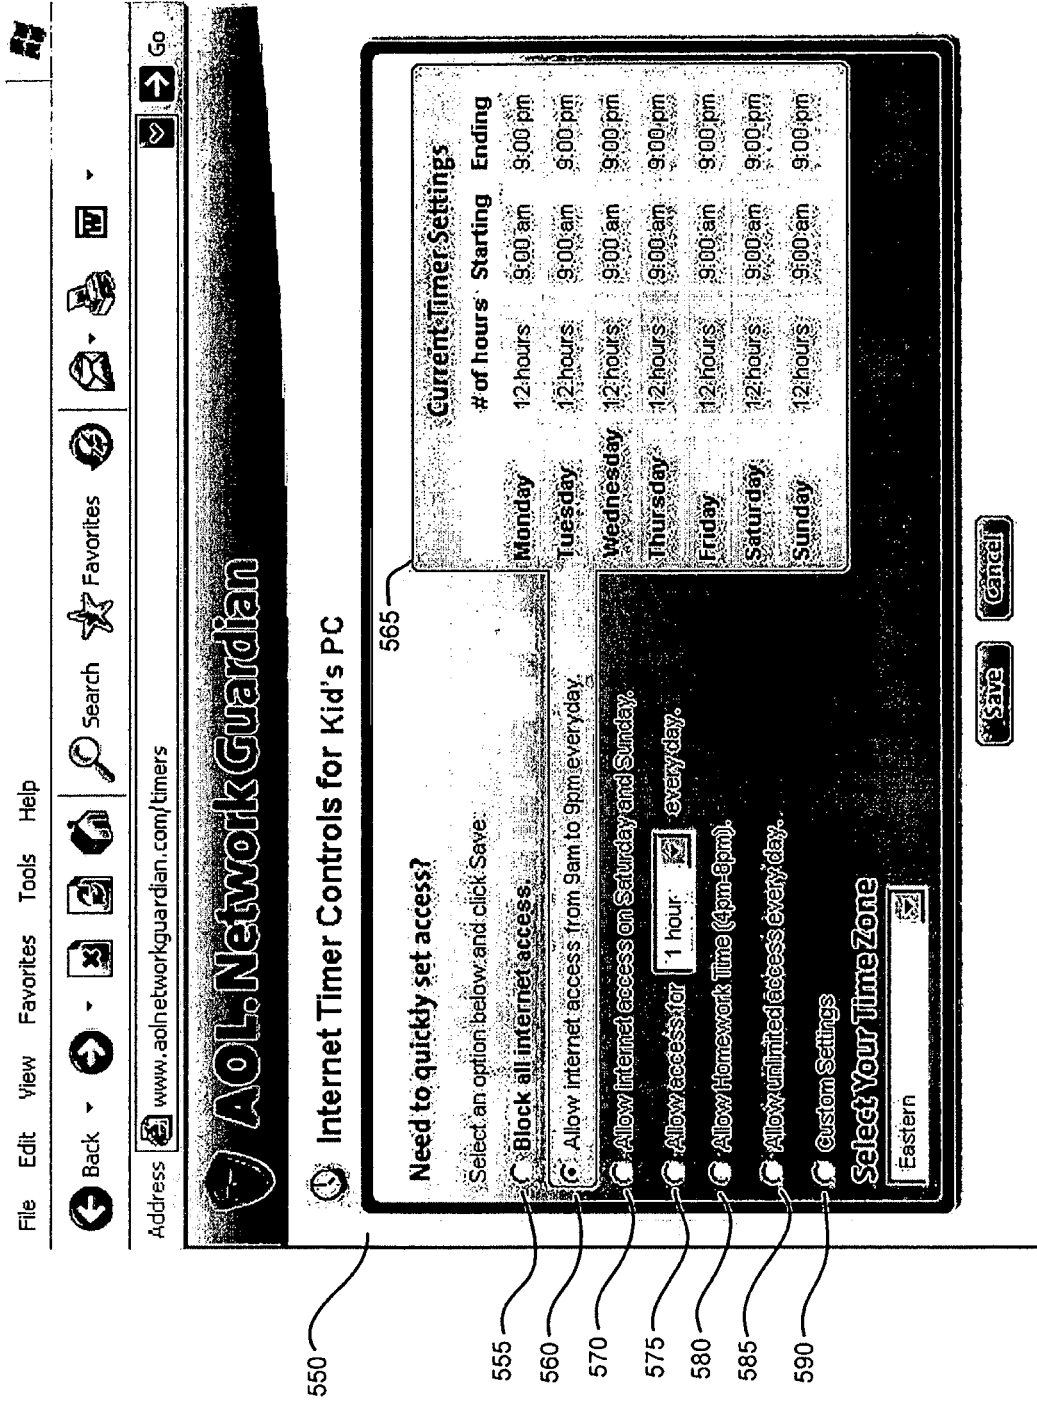 File Edit View Favorites Tools Help
Back Search Favorites
Address www.aolnetworkguardian.com/timers Go
AOL. Network Guardian
Internet Timer Controls for Kid's PC
550
565
Need to quickly set access?
Select an option below and click Save:
555 Block all internet access.
560 Allow internet access from 9am to 9pm everyday.
570 Allow Internet access on Saturday and Sunday.
575 Allow access for 1 hour every day.
580 Allow Homework Time (4pm-8pm).
585 Allow unlimited access every day.
590 Custom Settings
Select Your Time Zone
Eastern
Current Timer Settings
# of hours Starting Ending
Monday 12 hours 9:00 am 9:00 pm
Tuesday 12 hours 9:00 am 9:00 pm
Wednesday 12 hours 9:00 am 9:00 pm
Thursday 12 hours 9:00 am 9:00 pm
Friday 12 hours 9:00 am 9:00 pm
Saturday 12 hours 9:00 am 9:00 pm
Sunday 12 hours 9:00 am 9:00 pm
Save Cancel